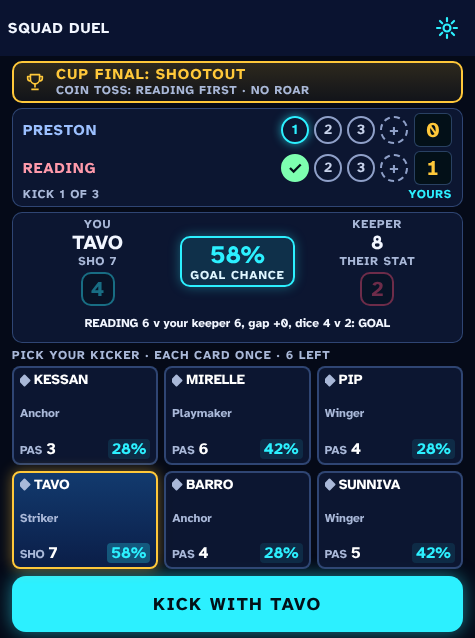 SQUAD DUEL
CUP FINAL: SHOOTOUT
COIN TOSS: READING FIRST · NO ROAR
PRESTON 1 2 3 + 0
READING ✓ 2 3 + 1
KICK 1 OF 3 YOURS
YOU
TAVO
SHO 7
4
58%
GOAL CHANCE
KEEPER
8
THEIR STAT
2
READING 6 v your keeper 6, gap +0, dice 4 v 2: GOAL
PICK YOUR KICKER · EACH CARD ONCE · 6 LEFT
KESSAN
Anchor
PAS 3 28%
MIRELLE
Playmaker
PAS 6 42%
PIP
Winger
PAS 4 28%
TAVO
Striker
SHO 7 58%
BARRO
Anchor
PAS 4 28%
SUNNIVA
Winger
PAS 5 42%
KICK WITH TAVO